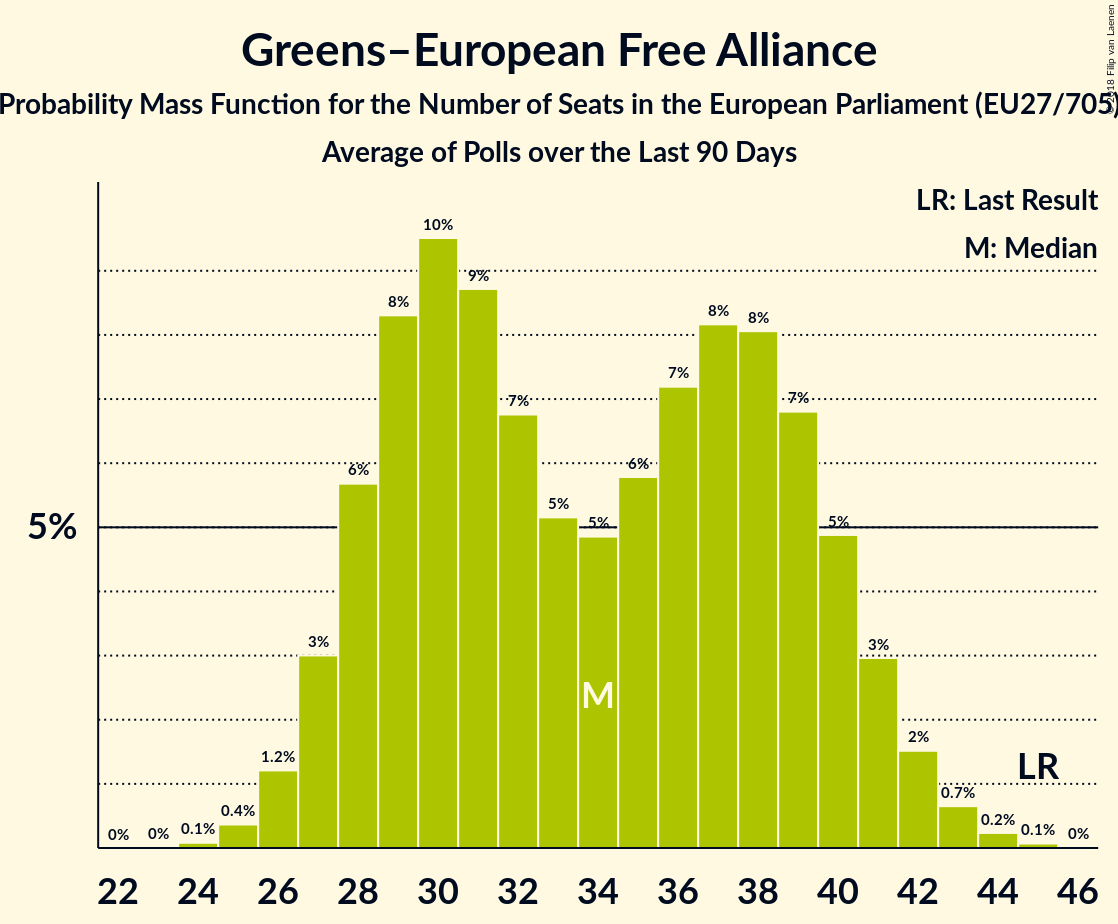 Greens–European Free Alliance
Probability Mass Function for the Number of Seats in the European Parliament (EU27/705)
Average of Polls over the Last 90 Days
© 2018 Filip van Laenen
LR: Last Result
M: Median
10%
9%
8%
8%
8%
7%
7%
7%
6%
6%
5%
5%
5%
5%
3%
3%
M
2%
LR
1.2%
0.7%
0.4%
0.2%
0.1%
0.1%
0%
0%
0%
22 24 26 28 30 32 34 36 38 40 42 44 46